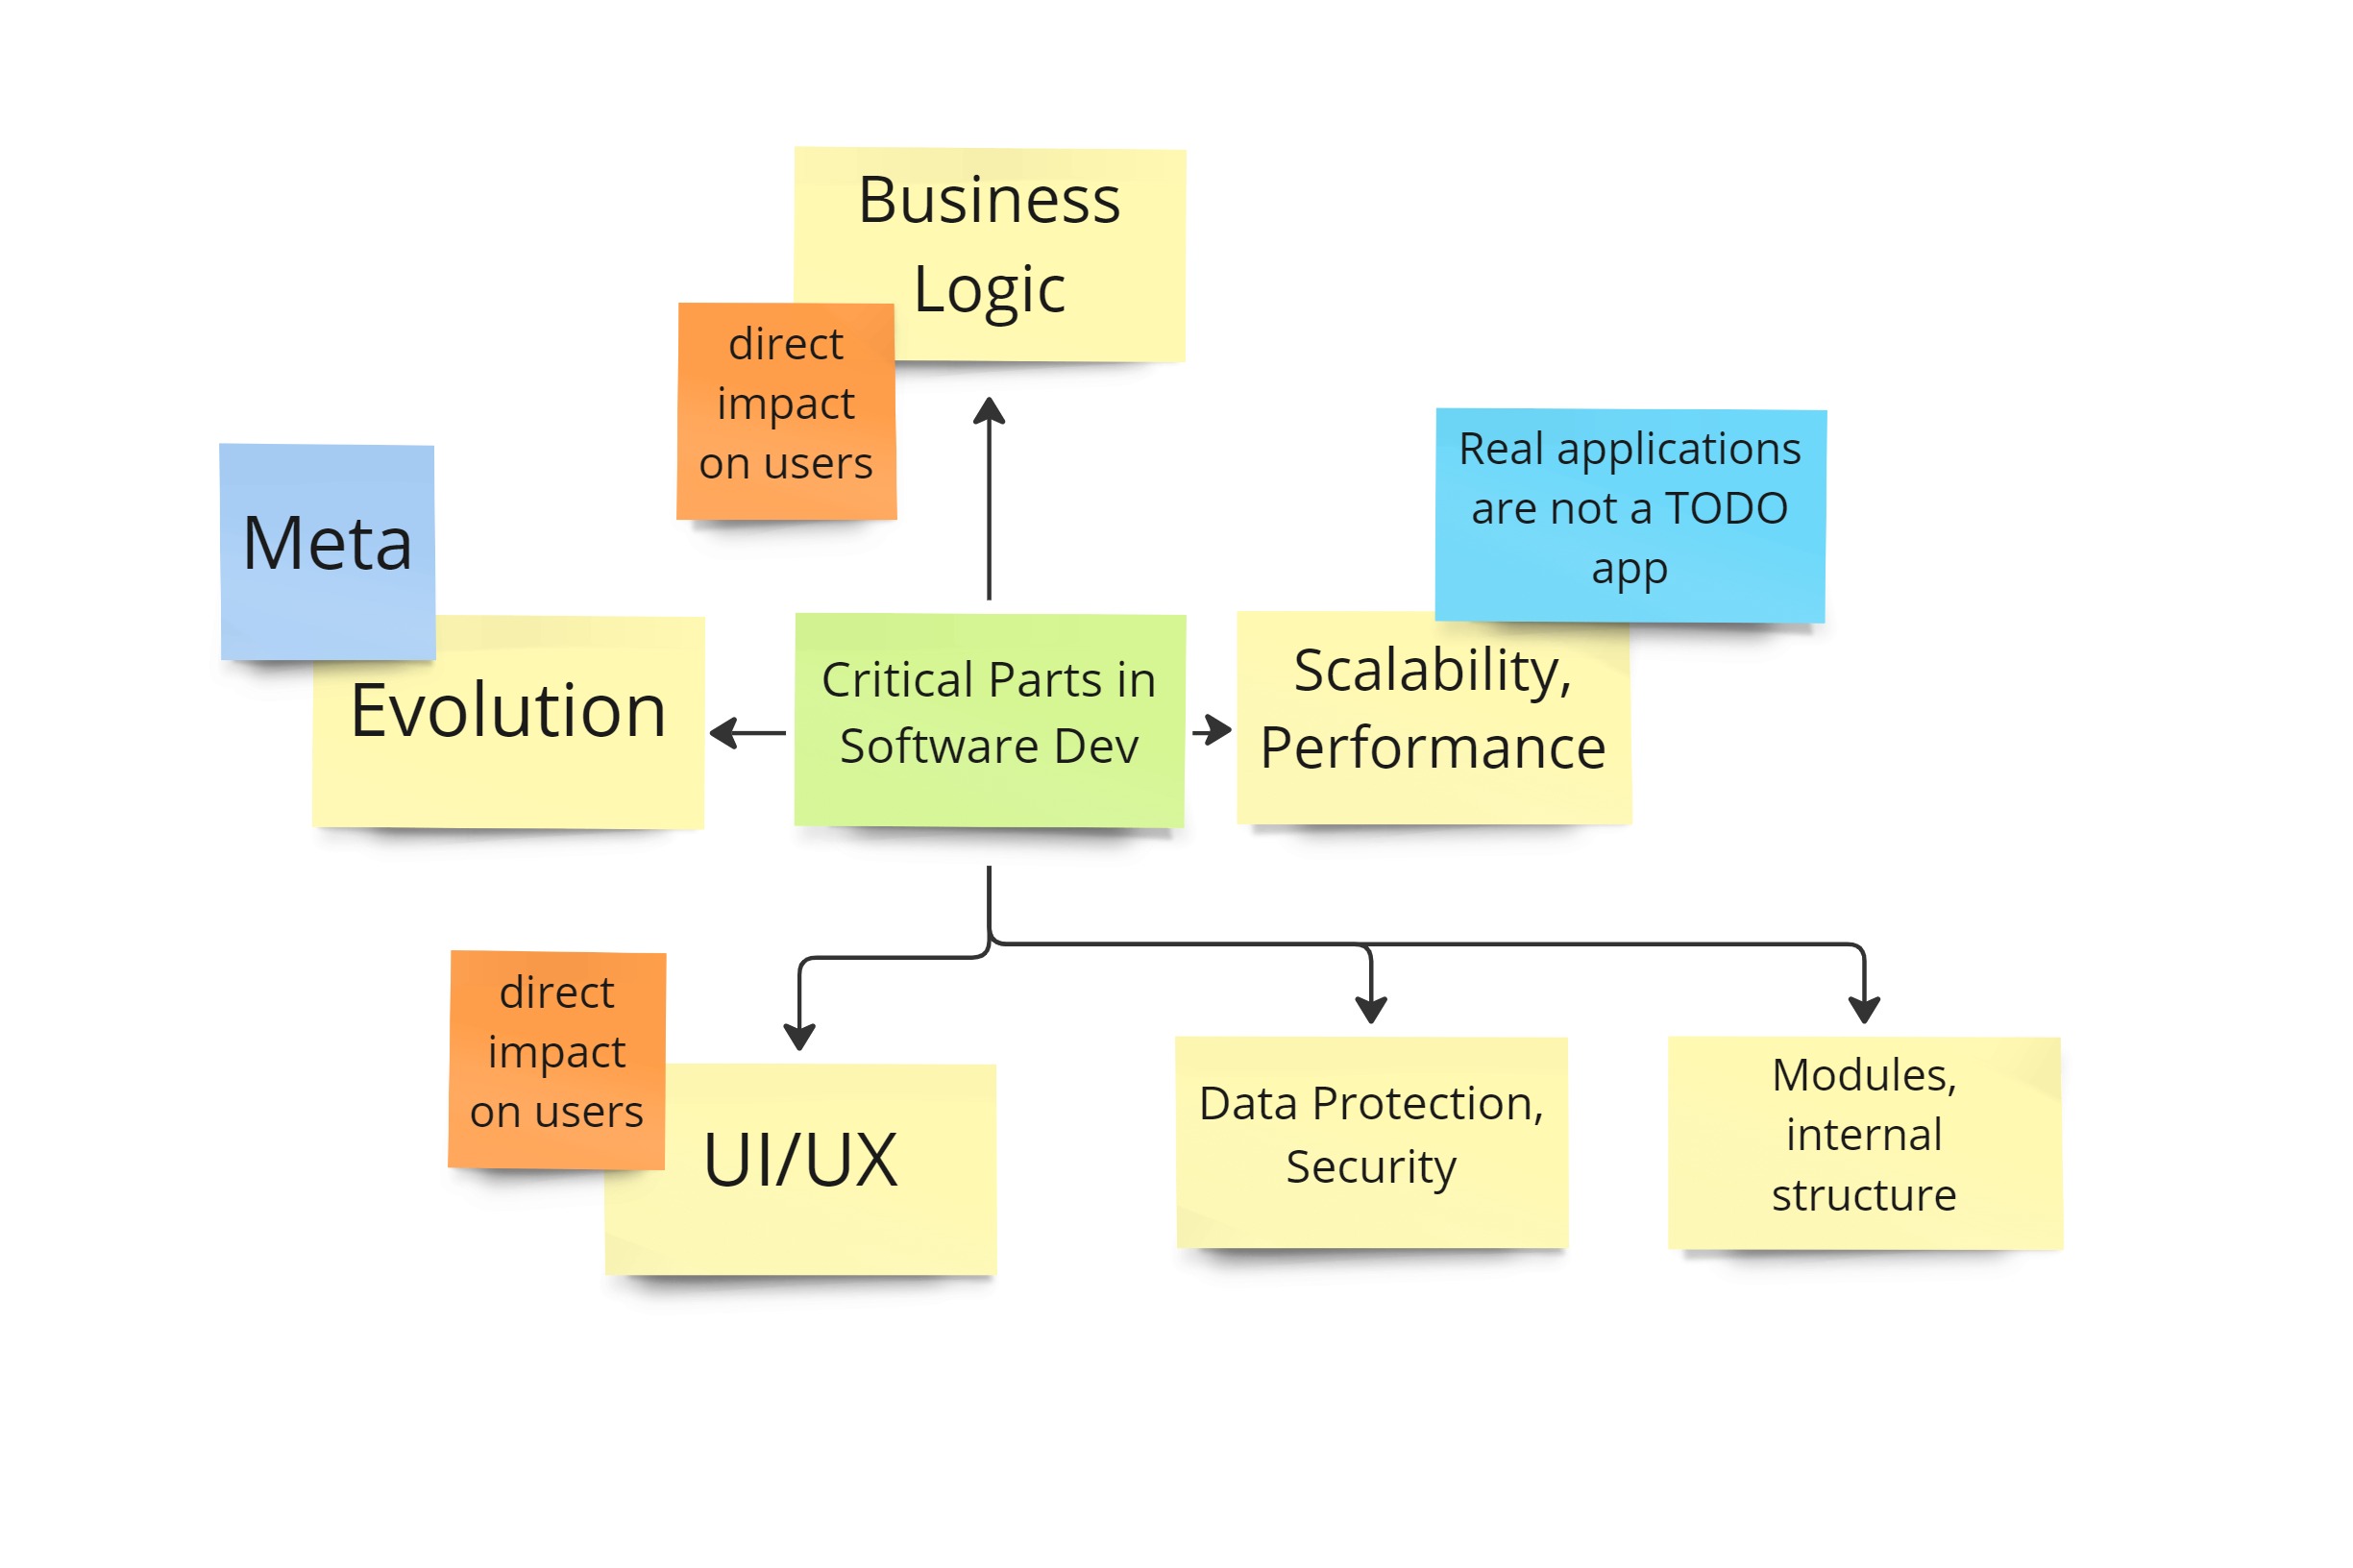 Business
Logic
direct
impact
on users
Real applications
are not a TODO
app
Meta
Evolution
Critical Parts in
Software Dev
Scalability,
Performance
direct
impact
on users
UI/UX
Data Protection,
Security
Modules,
internal
structure